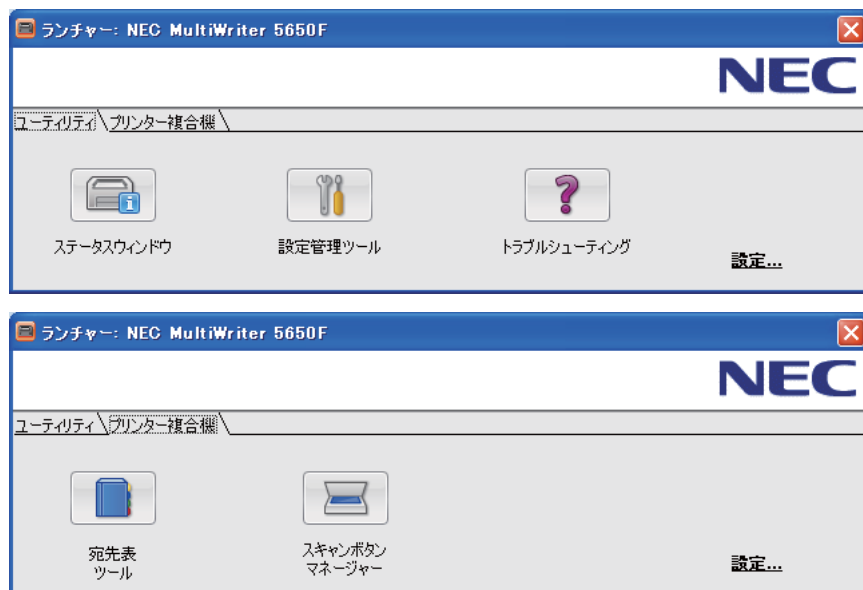 ランチャー: NEC MultiWriter 5650F
NEC
ユーティリティ プリンター複合機
ステータスウィンドウ 設定管理ツール トラブルシューティング
設定...
ランチャー: NEC MultiWriter 5650F
NEC
ユーティリティ プリンター複合機
宛先表
ツール
スキャンボタン
マネージャー
設定...